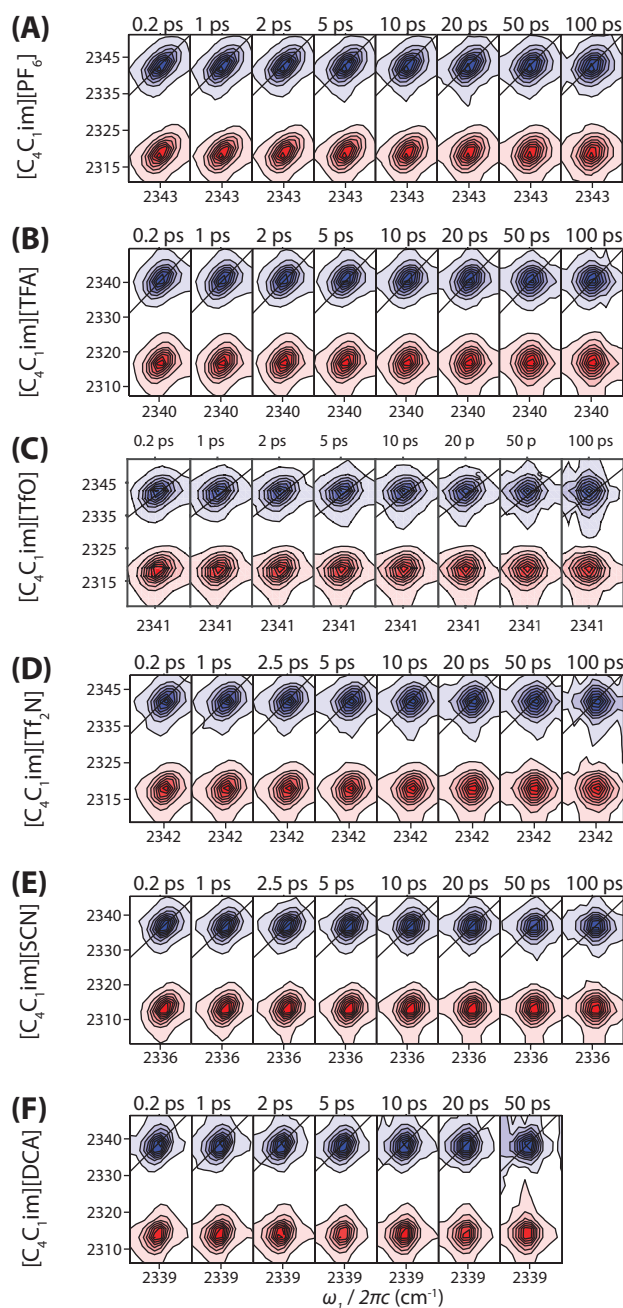 (A)
0.2 ps 1 ps 2 ps 5 ps 10 ps 20 ps 50 ps 100 ps
[C₄C₁im][PF₆]
2345
2335
2325
2315
2343 2343 2343 2343 2343 2343 2343 2343
(B)
0.2 ps 1 ps 2 ps 5 ps 10 ps 20 ps 50 ps 100 ps
[C₄C₁im][TFA]
2340
2330
2320
2310
2340 2340 2340 2340 2340 2340 2340 2340
(C)
0.2 ps 1 ps 2 ps 5 ps 10 ps 20 p 50 p 100 ps
[C₄C₁im][TfO]
2345
2335
2325
2315
2341 2341 2341 2341 2341 2341 2341 2341
(D)
0.2 ps 1 ps 2.5 ps 5 ps 10 ps 20 ps 50 ps 100 ps
[C₄C₁im][Tf₂N]
2345
2335
2325
2315
2342 2342 2342 2342 2342 2342 2342 2342
(E)
0.2 ps 1 ps 2.5 ps 5 ps 10 ps 20 ps 50 ps 100 ps
[C₄C₁im][SCN]
2340
2330
2320
2310
2336 2336 2336 2336 2336 2336 2336 2336
(F)
0.2 ps 1 ps 2 ps 5 ps 10 ps 20 ps 50 ps
[C₄C₁im][DCA]
2340
2330
2320
2310
2339 2339 2339 2339 2339 2339 2339
ω₁ / 2πc (cm⁻¹)